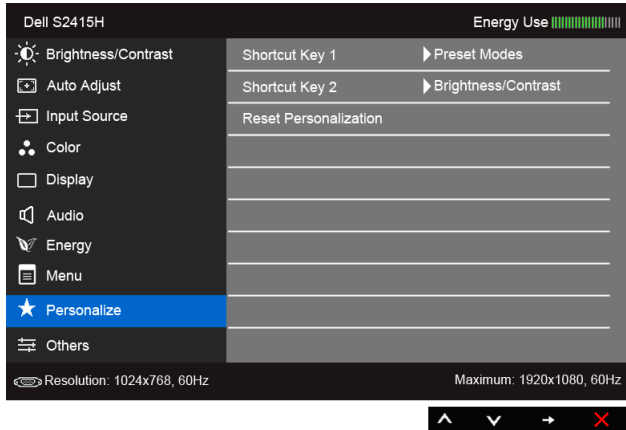 Dell S2415H Energy Use
Brightness/Contrast Shortcut Key 1 Preset Modes
Auto Adjust Shortcut Key 2 Brightness/Contrast
Input Source Reset Personalization
Color
Display
Audio
Energy
Menu
Personalize
Others
Resolution: 1024x768, 60Hz Maximum: 1920x1080, 60Hz